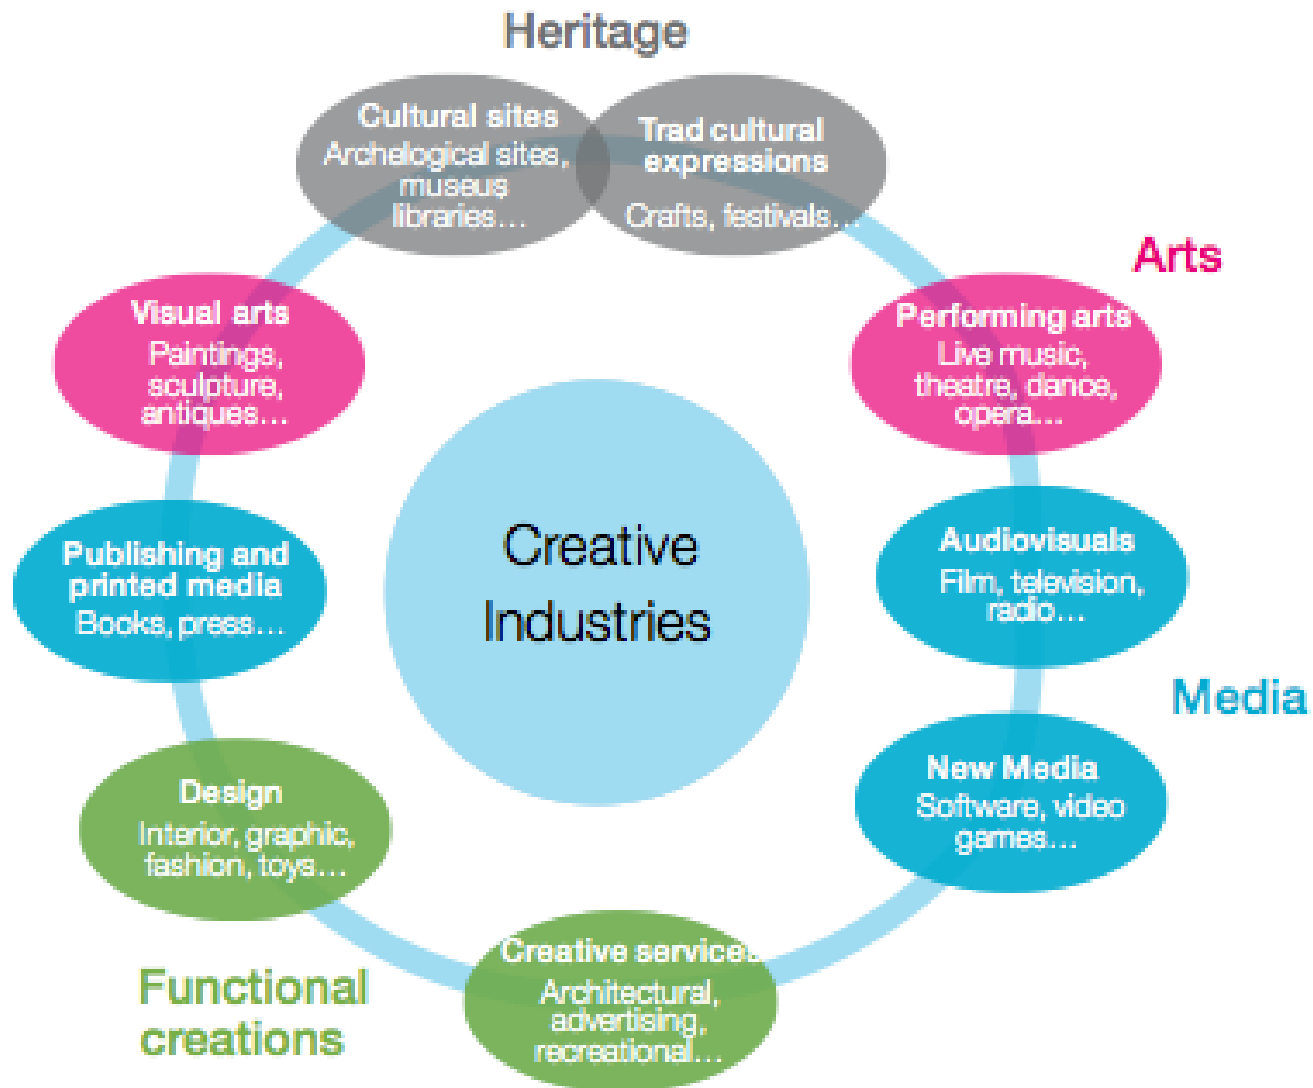 Heritage
Cultural sites
Archelogical sites,
museus
libraries...
Trad cultural
expressions
Crafts, festivals...
Arts
Visual arts
Paintings,
sculpture,
antiques...
Performing arts
Live music,
theatre, dance,
opera...
Creative
Industries
Publishing and
printed media
Books, press...
Audiovisuals
Film, television,
radio...
Media
New Media
Software, video
games...
Design
Interior, graphic,
fashion, toys...
Creative services
Architectural,
advertising,
recreational...
Functional
creations